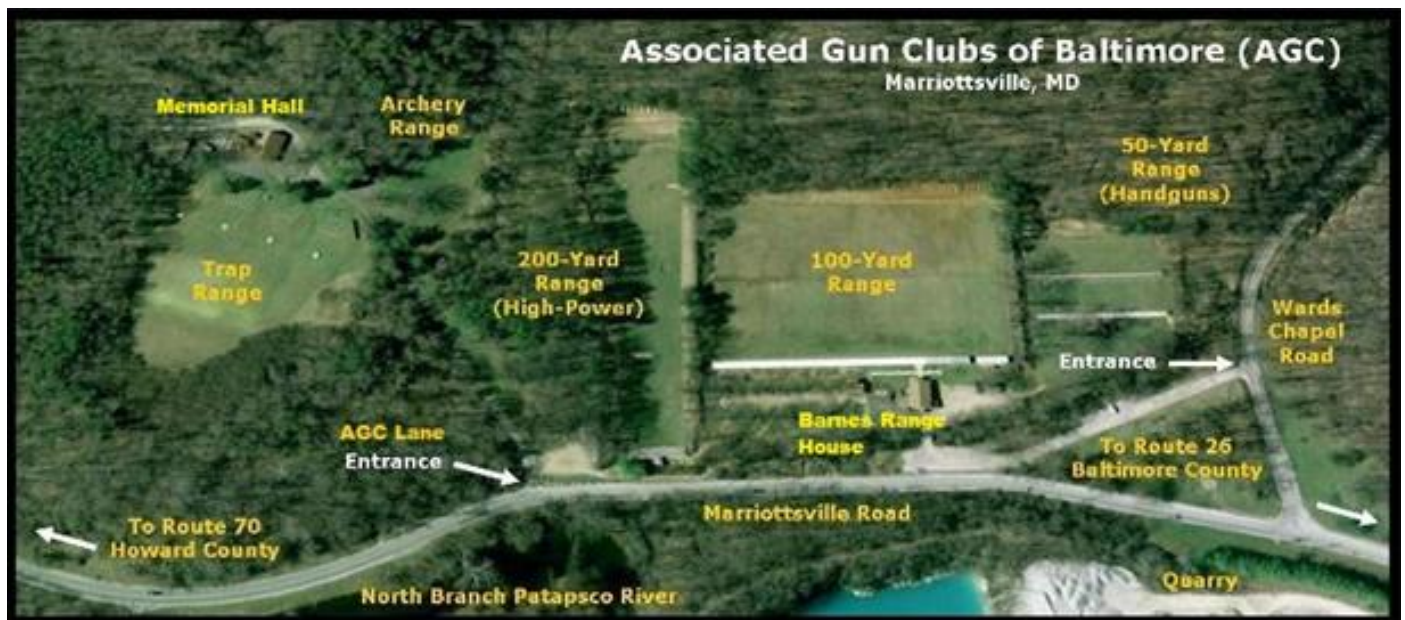 Associated Gun Clubs of Baltimore (AGC)
Marriottsville, MD
Memorial Hall
Archery
Range
50-Yard
Range
(Handguns)
Trap
Range
200-Yard
Range
(High-Power)
100-Yard
Range
Wards
Chapel
Road
Entrance
Barnes Range
House
AGC Lane
Entrance
To Route 26
Baltimore County
Marriottsville Road
To Route 70
Howard County
North Branch Patapsco River
Quarry